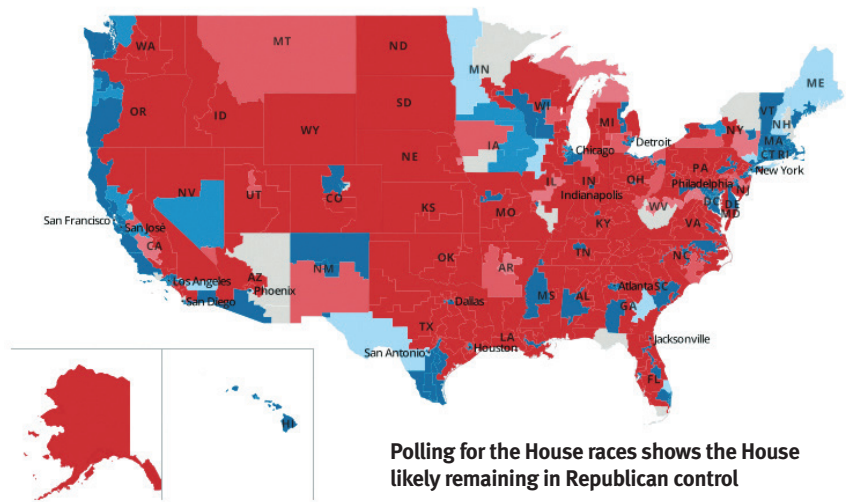 WA
MT
ND
MN
ME
OR
ID
SD
WI
VT
NH
WY
MI
NY
MA
IA
Detroit
CT RI
NE
Chicago
PA
New York
NV
UT
CO
IL
IN
OH
Philadelphia
NJ
Indianapolis
DC
DE
San Francisco
KS
MO
WV
MD
San José
KY
VA
CA
OK
TN
NC
Los Angeles
AZ
NM
AR
Phoenix
San Diego
MS
AL
Atlanta
SC
Dallas
GA
TX
LA
Jacksonville
San Antonio
Houston
FL
HI
Polling for the House races shows the House
likely remaining in Republican control